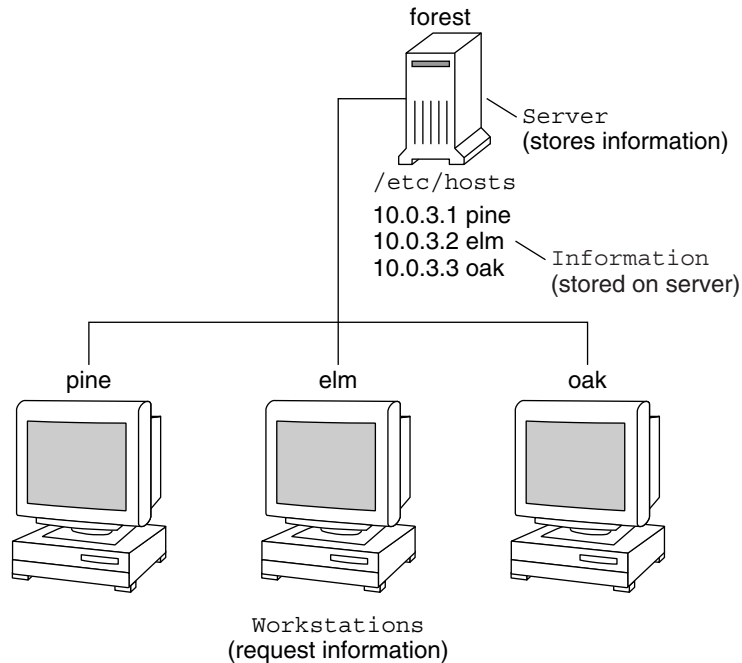 forest
Server
(stores information)
/etc/hosts
10.0.3.1 pine
10.0.3.2 elm
10.0.3.3 oak
Information
(stored on server)
pine
elm
oak
Workstations
(request information)